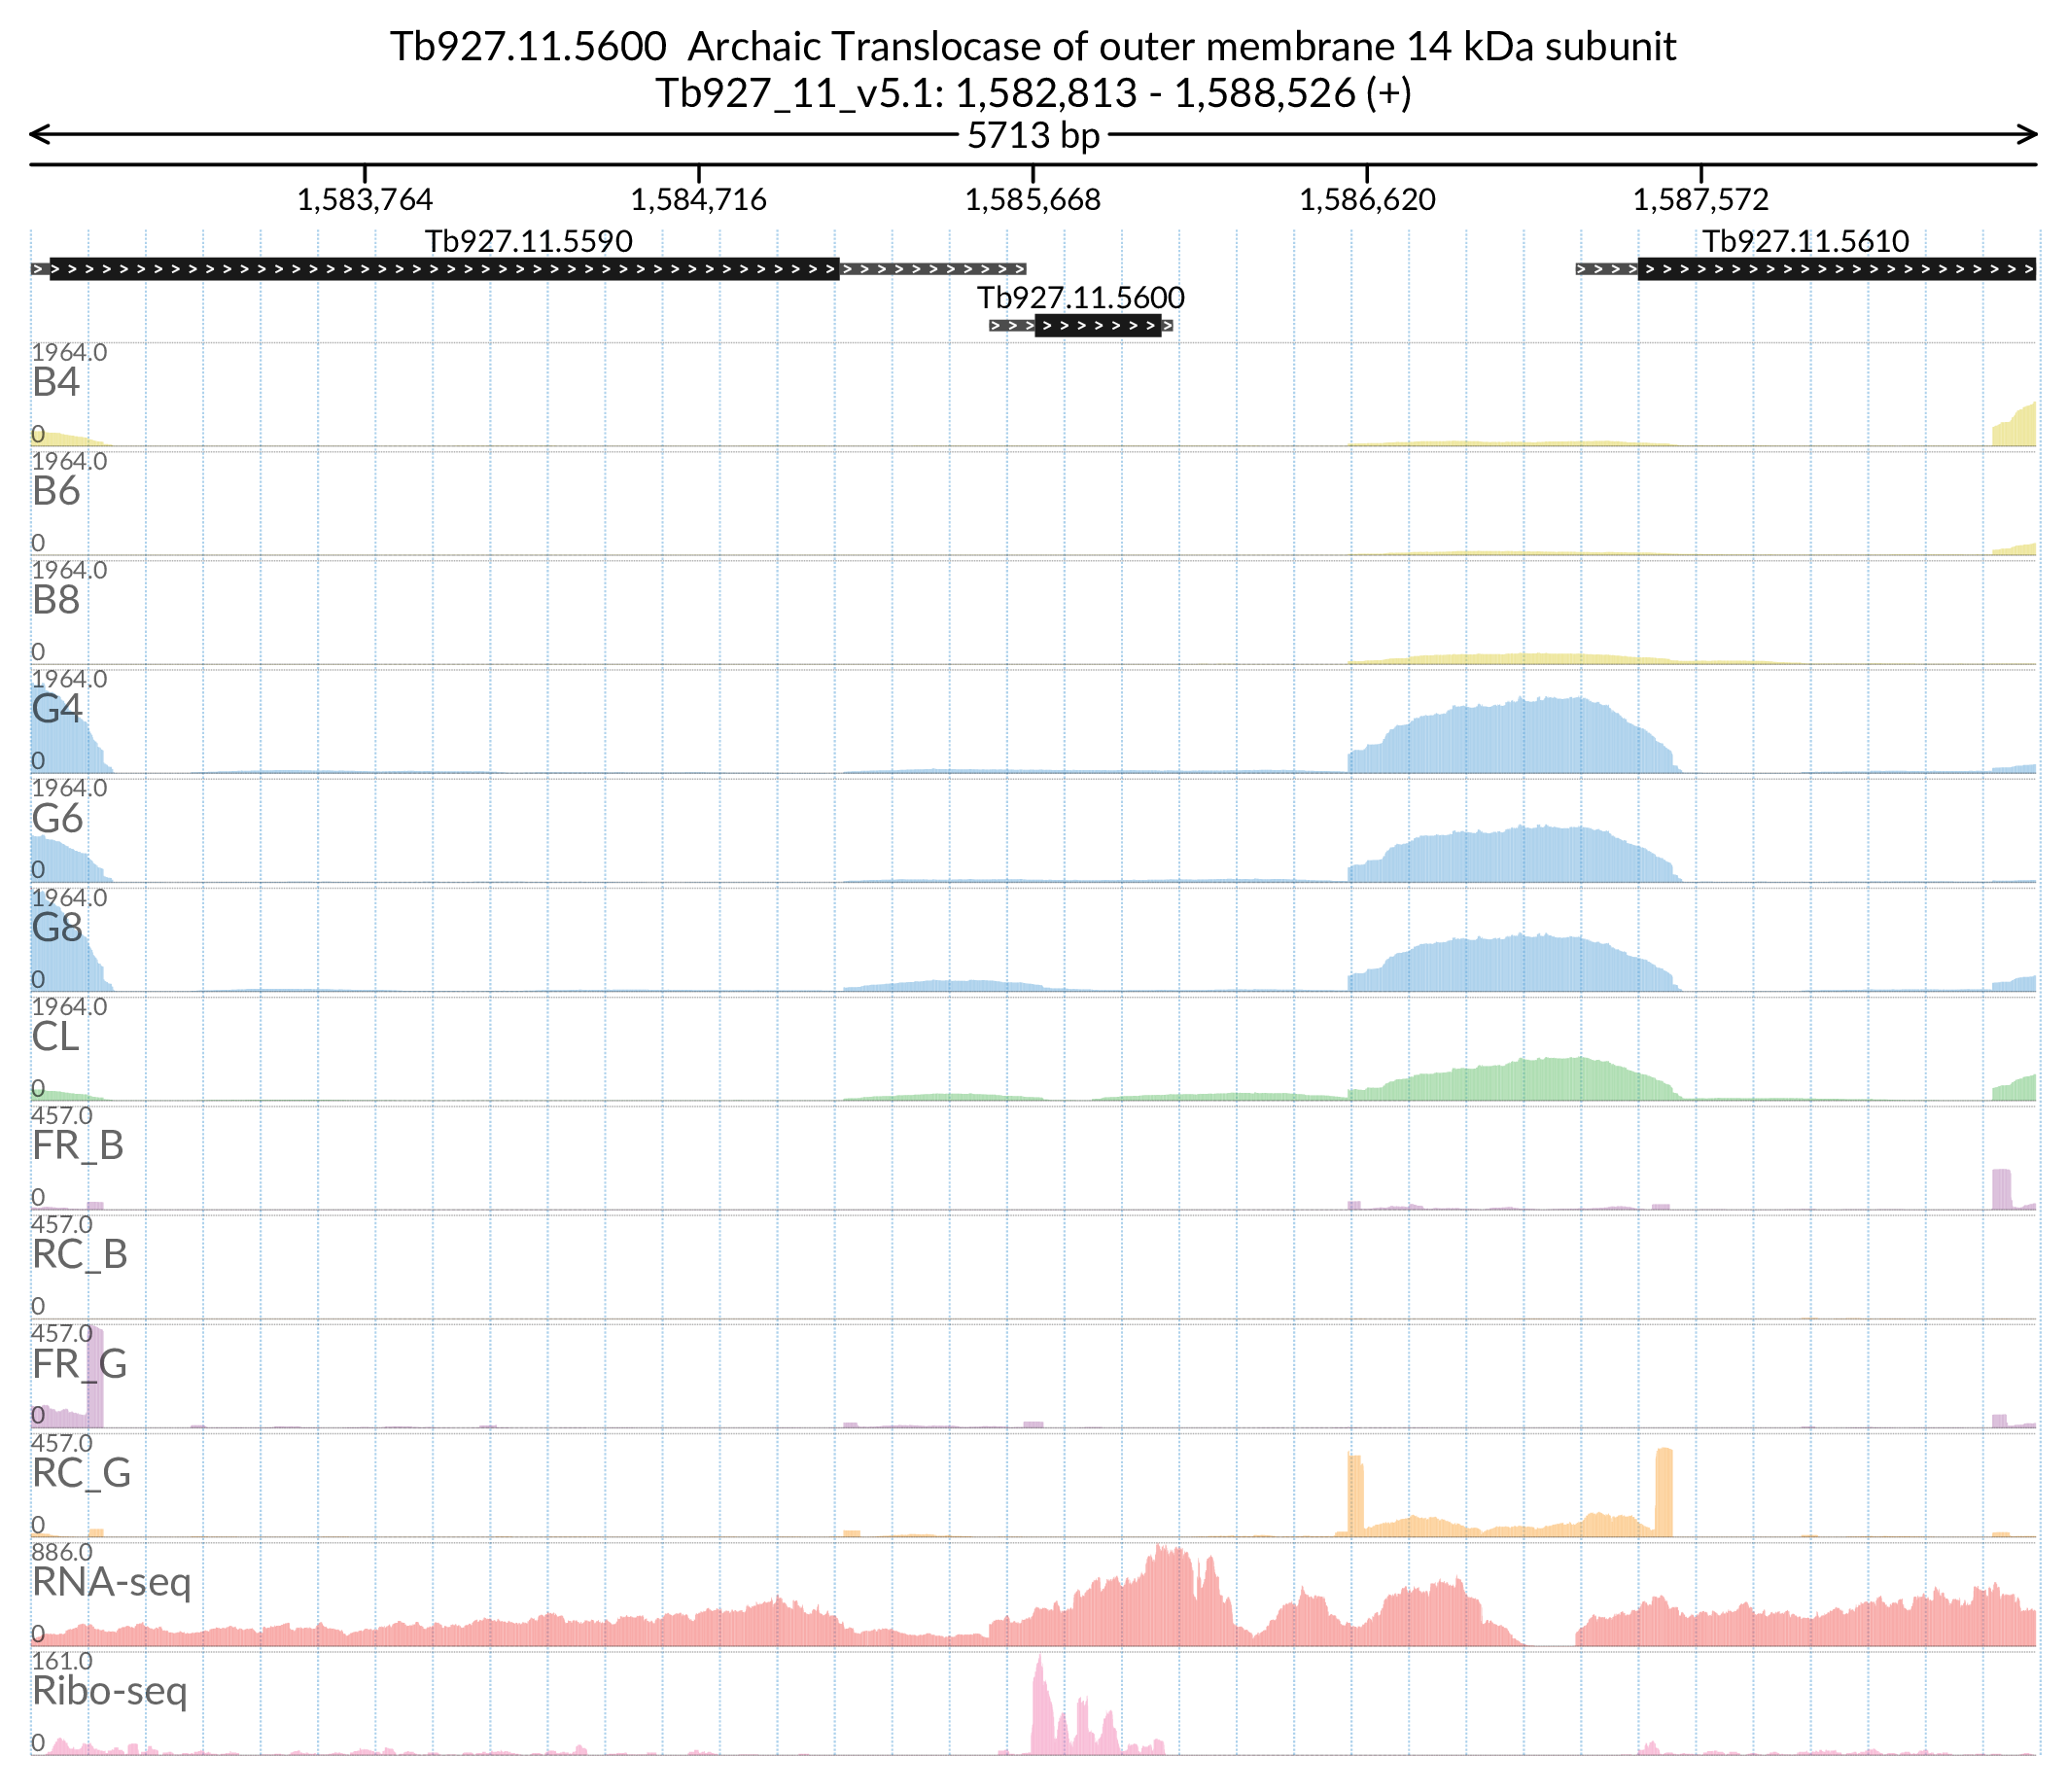 Tb927.11.5600  Archaic Translocase of outer membrane 14 kDa subunit
Tb927_11_v5.1: 1,582,813 - 1,588,526 (+)
5713 bp
1,583,764 1,584,716 1,585,668 1,586,620 1,587,572
Tb927.11.5590 Tb927.11.5610
Tb927.11.5600
1964.0
B4
0
1964.0
B6
0
1964.0
B8
0
1964.0
G4
0
1964.0
G6
0
1964.0
G8
0
1964.0
CL
0
457.0
FR_B
0
457.0
RC_B
0
457.0
FR_G
0
457.0
RC_G
0
886.0
RNA-seq
0
161.0
Ribo-seq
0